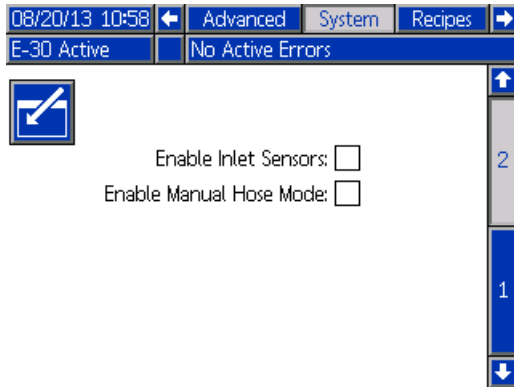 08/20/13 10:58 Advanced System Recipes
E-30 Active No Active Errors
Enable Inlet Sensors:
2
Enable Manual Hose Mode:
1